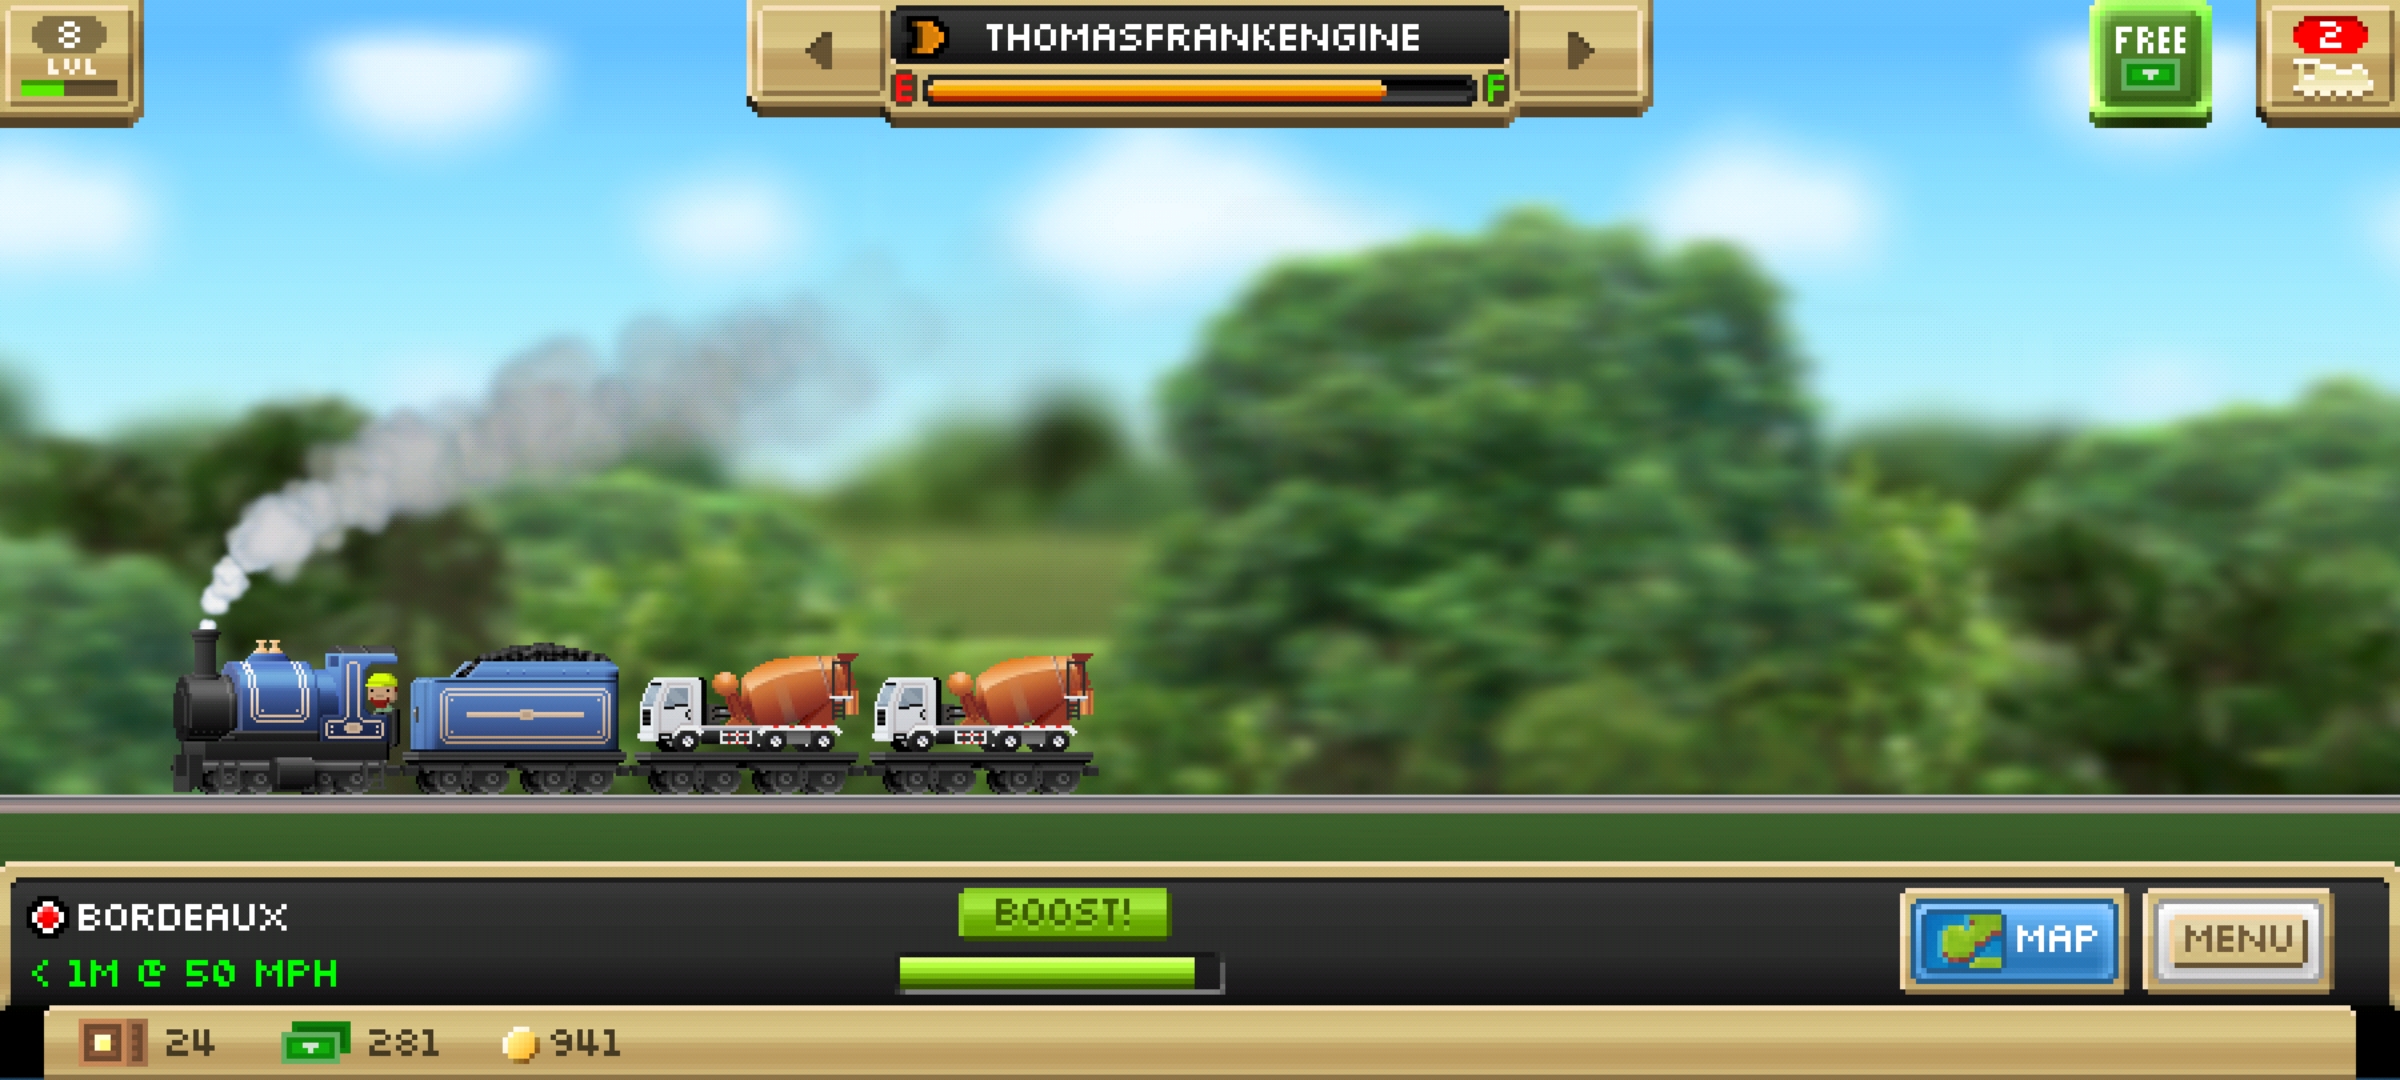 8
LVL
THOMASFRANKENGINE
E F
FREE
2
BORDEAUX
BOOST!
< 1M @ 50 MPH
MAP
MENU
24 281 941